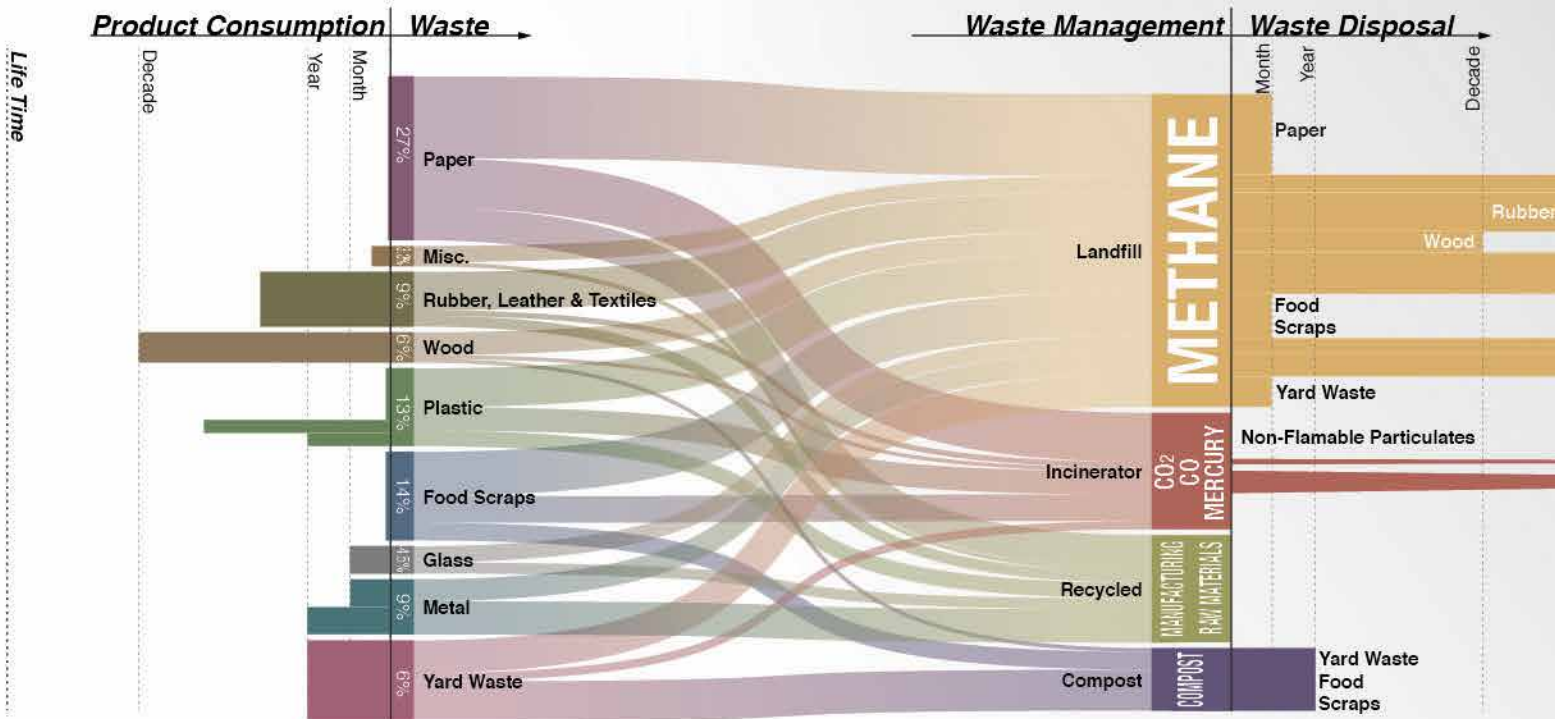 Product Consumption
Waste
Waste Management
Waste Disposal
Life Time
Decade
Year
Month
Month
Year
Decade
27%
Paper
Misc.
9%
Rubber, Leather & Textiles
6%
Wood
13%
Plastic
14%
Food Scraps
4.5%
Glass
9%
Metal
6%
Yard Waste
Landfill
METHANE
Incinerator
CO2
CO
MERCURY
Recycled
MANUFACTURING
RAW MATERIALS
Compost
COMPOST
Paper
Rubber
Wood
Food
Scraps
Yard Waste
Non-Flamable Particulates
Yard Waste
Food
Scraps